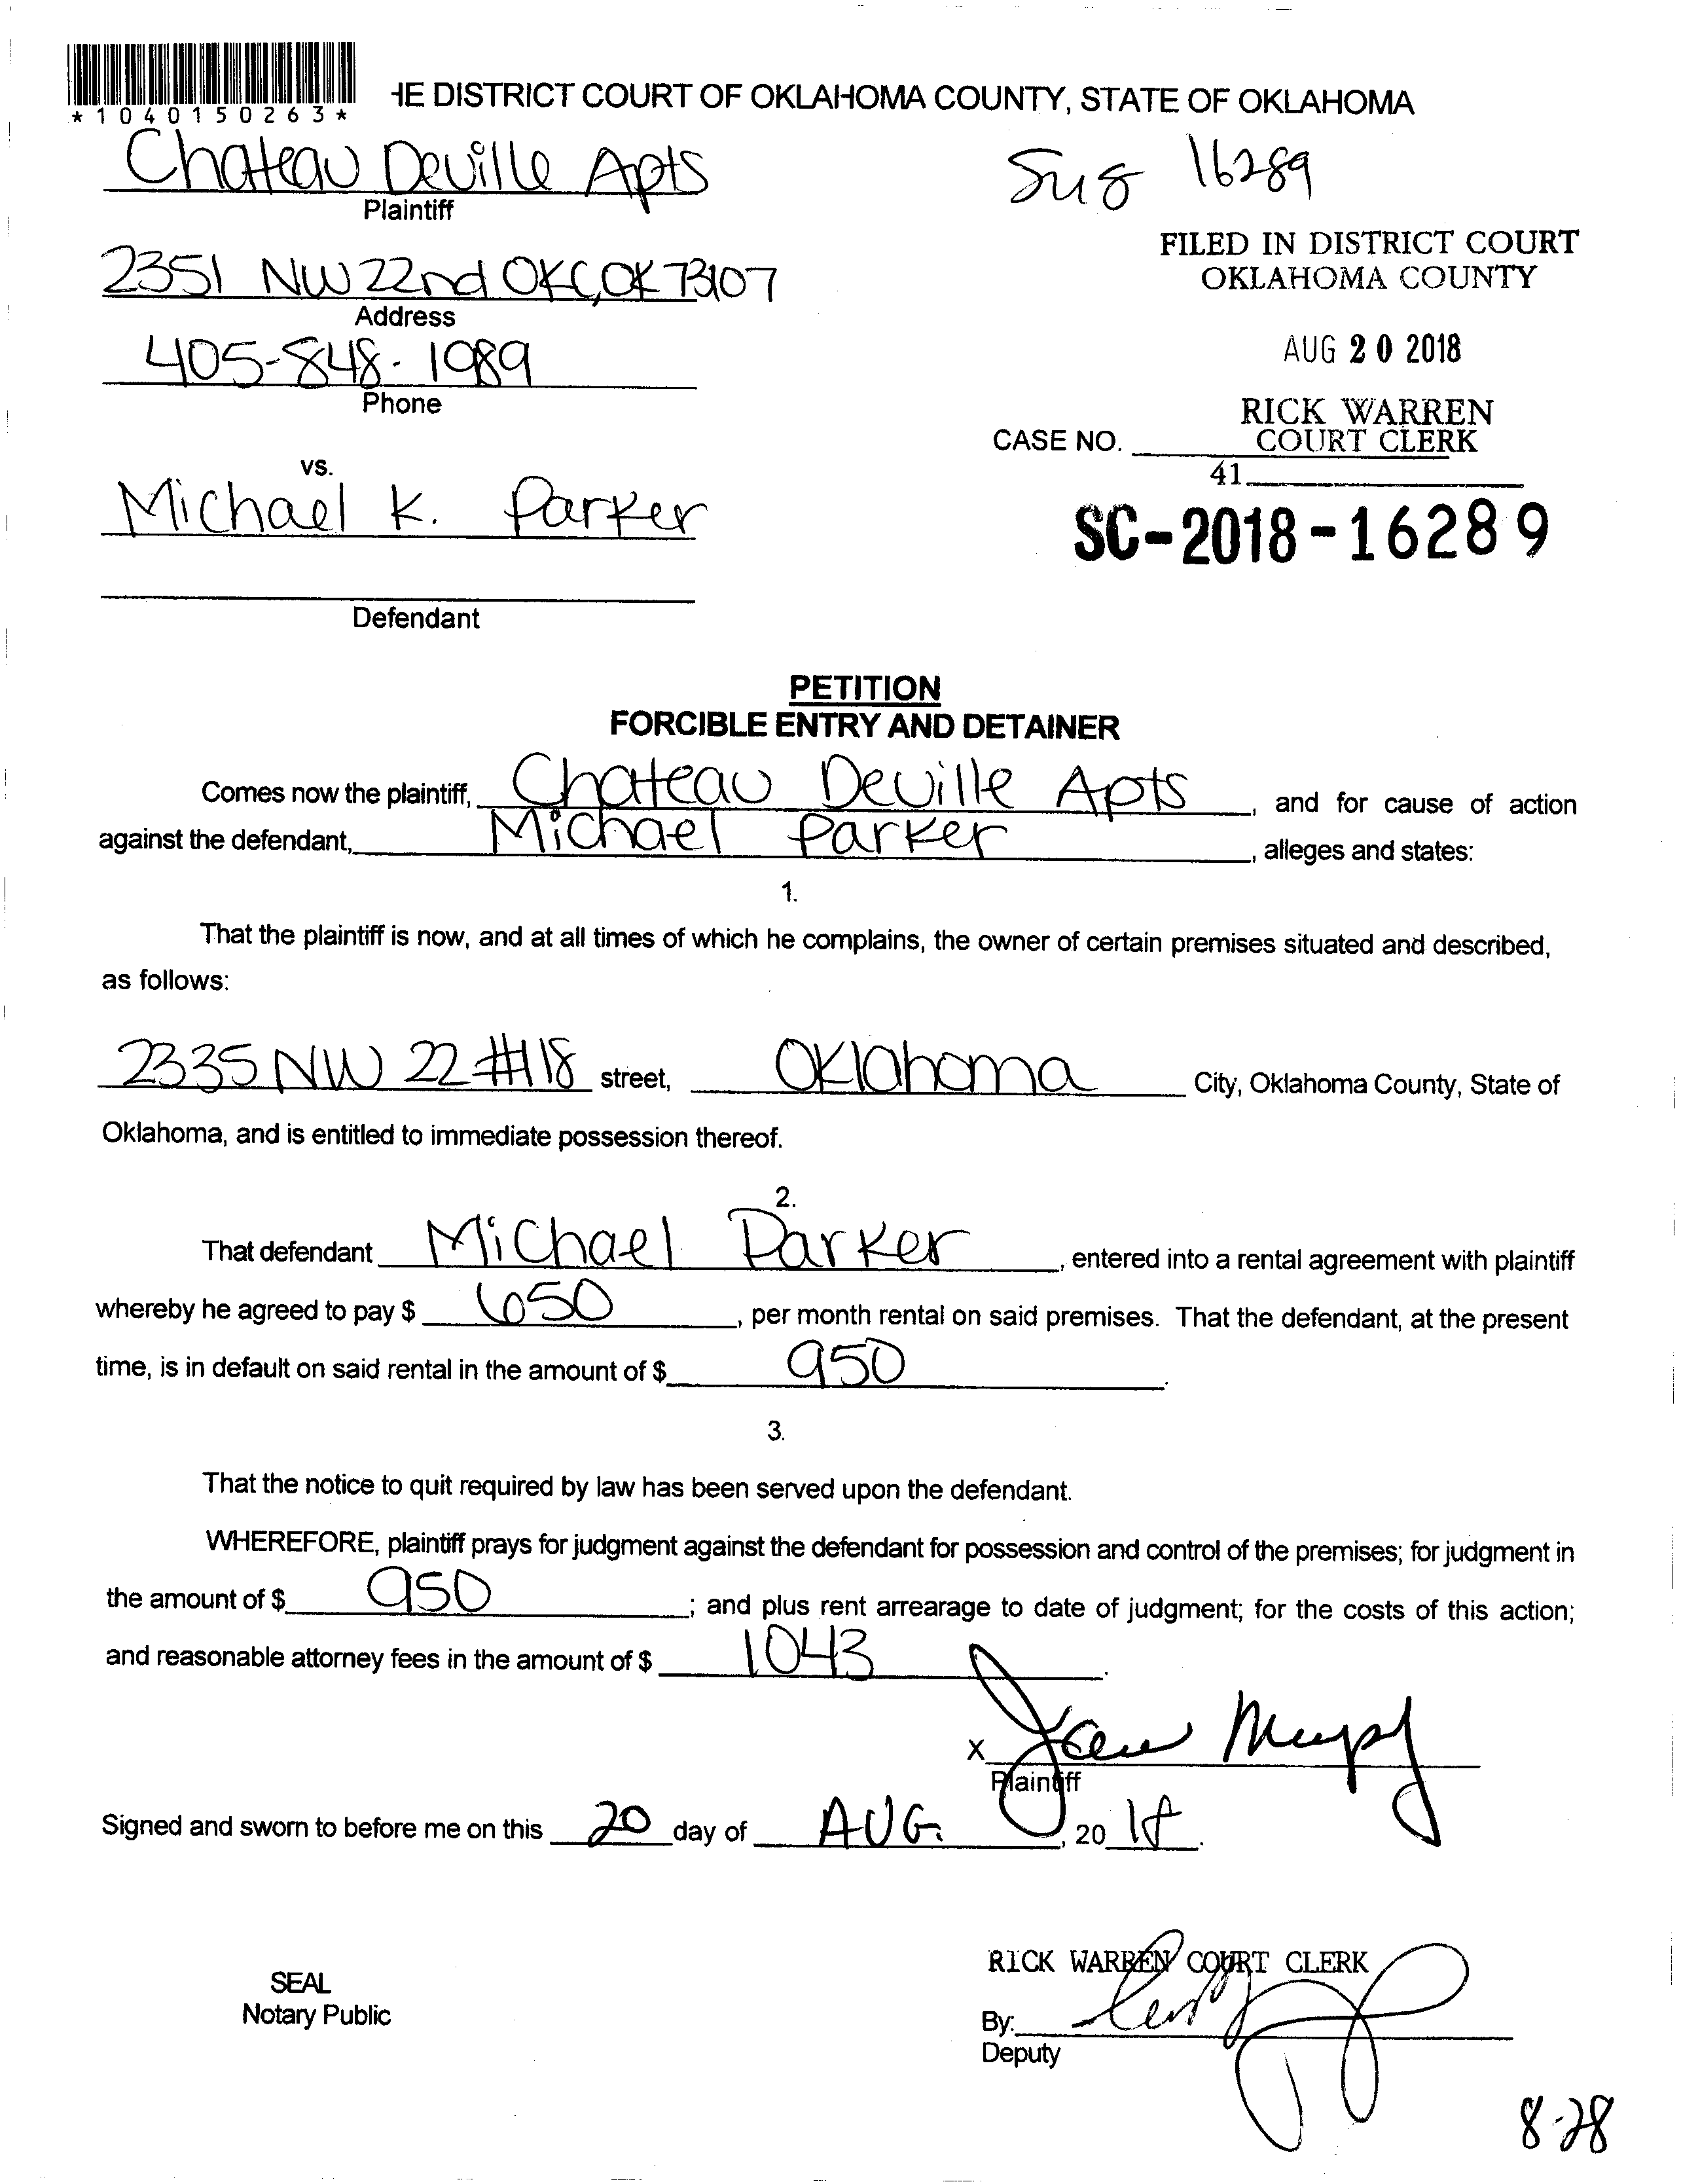 *1040150263*
HE DISTRICT COURT OF OKLAHOMA COUNTY, STATE OF OKLAHOMA
Chateau Deville Apts
Plaintiff
16289
2351 NW 22nd OKC, OK 73107
Address
FILED IN DISTRICT COURT
OKLAHOMA COUNTY
405-848-1989
Phone
AUG 20 2018
RICK WARREN
CASE NO. COURT CLERK
41
vs.
Michael K. Parker
SC-2018-16289
Defendant
PETITION
FORCIBLE ENTRY AND DETAINER
Comes now the plaintiff, Chateau Deville Apts, and for cause of action
against the defendant, Michael Parker, alleges and states:
1.
That the plaintiff is now, and at all times of which he complains, the owner of certain premises situated and described,
as follows:
2335 NW 22 #118 street, Oklahoma City, Oklahoma County, State of
Oklahoma, and is entitled to immediate possession thereof.
2.
That defendant Michael Parker, entered into a rental agreement with plaintiff
whereby he agreed to pay $ 650, per month rental on said premises. That the defendant, at the present
time, is in default on said rental in the amount of $ 950.
3.
That the notice to quit required by law has been served upon the defendant.
WHEREFORE, plaintiff prays for judgment against the defendant for possession and control of the premises; for judgment in
the amount of $ 950; and plus rent arrearage to date of judgment; for the costs of this action;
and reasonable attorney fees in the amount of $ 1043.
X
Plaintiff
Signed and sworn to before me on this 20 day of AUG., 20 18.
RICK WARREN COURT CLERK
SEAL
Notary Public
By:
Deputy
8-28